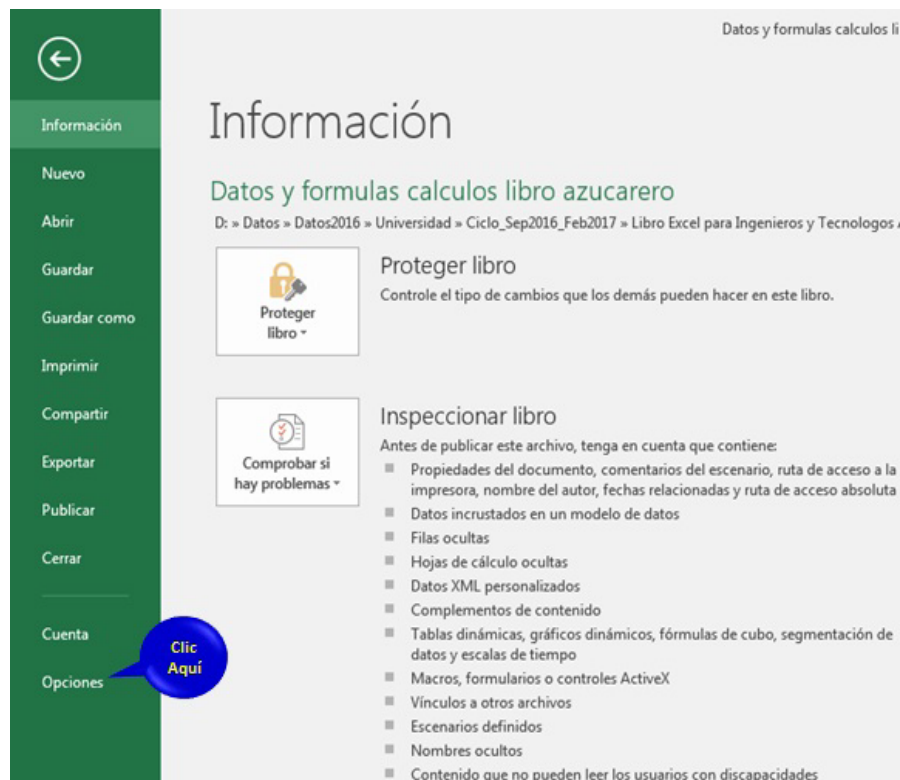 Datos y formulas calculos li
Información
Nuevo
Abrir
Guardar
Guardar como
Imprimir
Compartir
Exportar
Publicar
Cerrar
Cuenta
Opciones
Clic
Aquí
Información
Datos y formulas calculos libro azucarero
D: » Datos » Datos2016 » Universidad » Ciclo_Sep2016_Feb2017 » Libro Excel para Ingenieros y Tecnologos A
Proteger
libro
Proteger libro
Controle el tipo de cambios que los demás pueden hacer en este libro.
Comprobar si
hay problemas
Inspeccionar libro
Antes de publicar este archivo, tenga en cuenta que contiene:
Propiedades del documento, comentarios del escenario, ruta de acceso a la
impresora, nombre del autor, fechas relacionadas y ruta de acceso absoluta
Datos incrustados en un modelo de datos
Filas ocultas
Hojas de cálculo ocultas
Datos XML personalizados
Complementos de contenido
Tablas dinámicas, gráficos dinámicos, fórmulas de cubo, segmentación de
datos y escalas de tiempo
Macros, formularios o controles ActiveX
Vínculos a otros archivos
Escenarios definidos
Nombres ocultos
Contenido que no pueden leer los usuarios con discapacidades